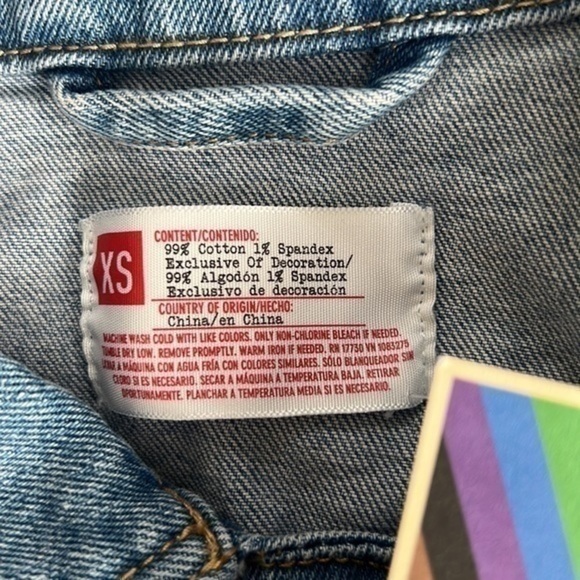 XS
CONTENT/CONTENIDO:
99% Cotton 1% Spandex
Exclusive Of Decoration/
99% Algodón 1% Spandex
Exclusivo de decoración
COUNTRY OF ORIGIN/HECHO:
China/en China
MACHINE WASH COLD WITH LIKE COLORS. ONLY NON-CHLORINE BLEACH IF NEEDED.
TUMBLE DRY LOW. REMOVE PROMPTLY. WARM IRON IF NEEDED. RN 17730 VN 1083275
LAVAR A MÁQUINA CON AGUA FRÍA CON COLORES SIMILARES. SÓLO BLANQUEADOR SIN
CLORO SI ES NECESARIO. SECAR A MÁQUINA A TEMPERATURA BAJA. RETIRAR
OPORTUNAMENTE. PLANCHAR A TEMPERATURA MEDIA SI ES NECESARIO.